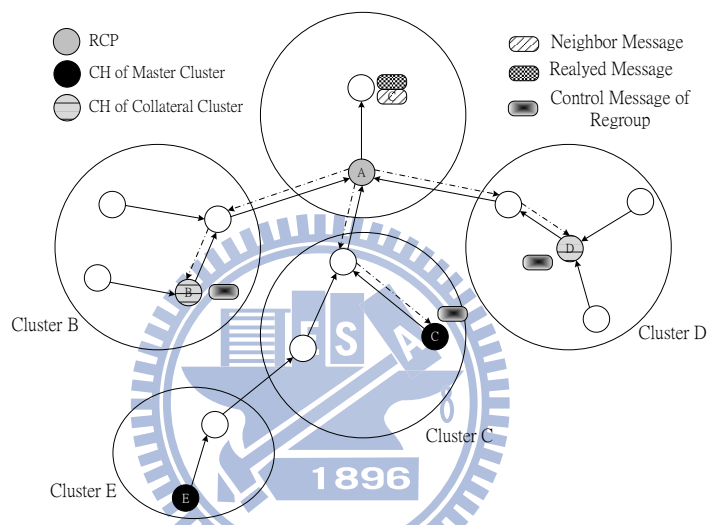 RCP
CH of Master Cluster
CH of Collateral Cluster
Neighbor Message
Realyed Message
Control Message of
Regroup
C
A
B
D
C
E
Cluster B
Cluster D
Cluster C
Cluster E
E S A
1896